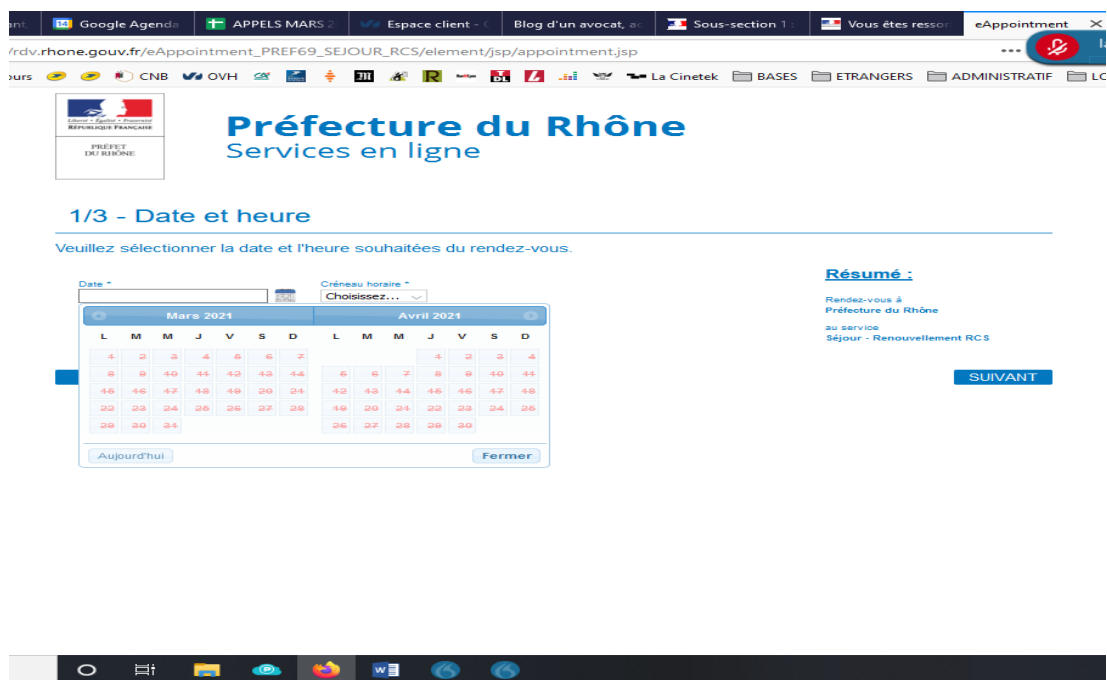 ant,
14 Google Agenda
APPELS MARS 2
Espace client - (
Blog d'un avocat, ac
Sous-section 1 :
Vous êtes ressor
eAppointment
/rdv.rhone.gouv.fr/eAppointment_PREF69_SEJOUR_RCS/element/jsp/appointment.jsp
ours
CNB
OVH
La Cinetek
BASES
ETRANGERS
ADMINISTRATIF
LO
Liberté • Égalité • Fraternité
RÉPUBLIQUE FRANÇAISE
PRÉFET
DU RHÔNE
Préfecture du Rhône
Services en ligne
1/3 - Date et heure
Veuillez sélectionner la date et l'heure souhaitées du rendez-vous.
Date *
Créneau horaire *
Choisissez...
Mars 2021
Avril 2021
L M M J V S D L M M J V S D
1 2 3 4 5 6 7 1 2 3 4
8 9 10 11 12 13 14 5 6 7 8 9 10 11
15 16 17 18 19 20 21 12 13 14 15 16 17 18
22 23 24 25 26 27 28 19 20 21 22 23 24 25
29 30 31 26 27 28 29 30
Aujourd'hui
Fermer
Résumé :
Rendez-vous à
Préfecture du Rhône
au service
Séjour - Renouvellement RCS
SUIVANT